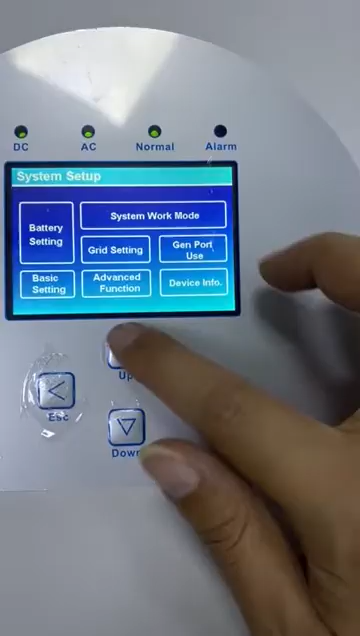 DC AC Normal Alarm
System Setup
Battery
Setting
System Work Mode
Grid Setting
Gen Port
Use
Basic
Setting
Advanced
Function
Device Info.
Up
Esc
Down